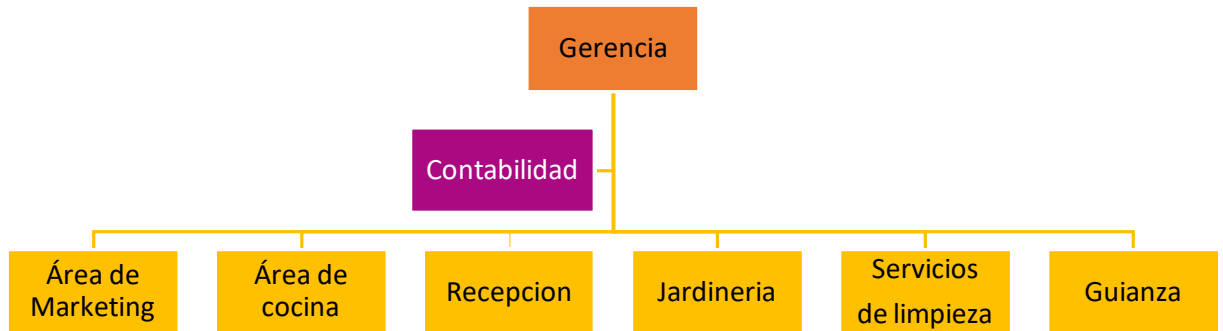 Gerencia
Contabilidad
Área de
Marketing
Área de
cocina
Recepcion
Jardineria
Servicios
de limpieza
Guianza